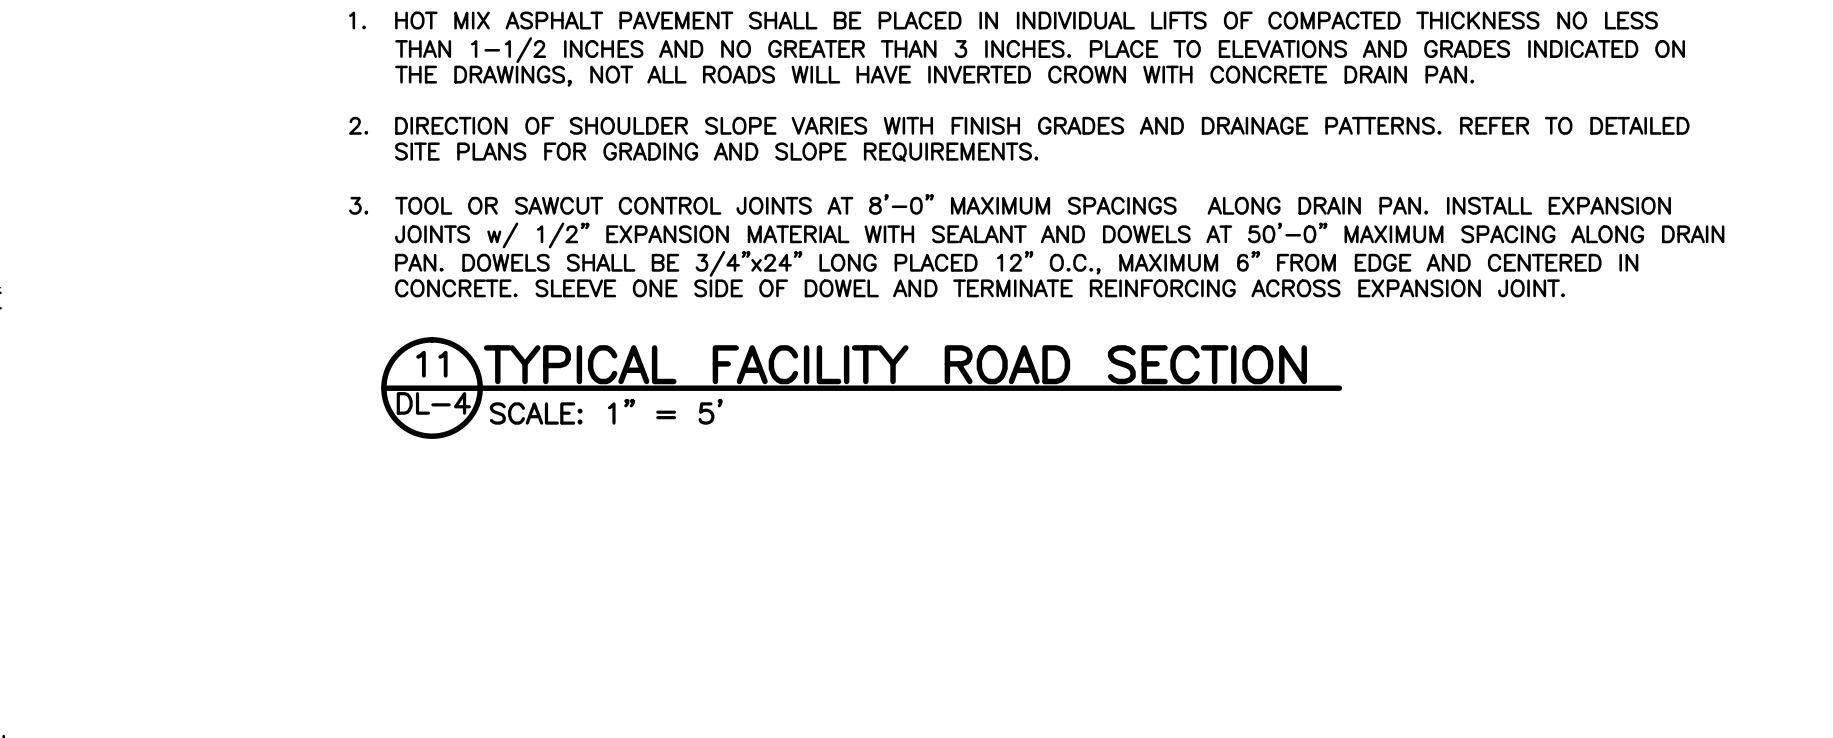 1. HOT MIX ASPHALT PAVEMENT SHALL BE PLACED IN INDIVIDUAL LIFTS OF COMPACTED THICKNESS NO LESS
THAN 1-1/2 INCHES AND NO GREATER THAN 3 INCHES. PLACE TO ELEVATIONS AND GRADES INDICATED ON
THE DRAWINGS, NOT ALL ROADS WILL HAVE INVERTED CROWN WITH CONCRETE DRAIN PAN.
2. DIRECTION OF SHOULDER SLOPE VARIES WITH FINISH GRADES AND DRAINAGE PATTERNS. REFER TO DETAILED
SITE PLANS FOR GRADING AND SLOPE REQUIREMENTS.
3. TOOL OR SAWCUT CONTROL JOINTS AT 8'-0" MAXIMUM SPACINGS ALONG DRAIN PAN. INSTALL EXPANSION
JOINTS w/ 1/2" EXPANSION MATERIAL WITH SEALANT AND DOWELS AT 50'-0" MAXIMUM SPACING ALONG DRAIN
PAN. DOWELS SHALL BE 3/4"x24" LONG PLACED 12" O.C., MAXIMUM 6" FROM EDGE AND CENTERED IN
CONCRETE. SLEEVE ONE SIDE OF DOWEL AND TERMINATE REINFORCING ACROSS EXPANSION JOINT.
11 TYPICAL FACILITY ROAD SECTION
DL-4 SCALE: 1" = 5'